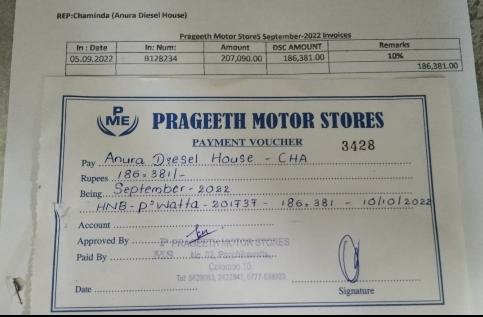 REP:Chaminda (Anura Diesel House)
Prageeth Motor StoreS September-2022 Invoices
In : Date In: Num: Amount DSC AMOUNT Remarks
05.09.2022 B128234 207,090.00 186,381.00 10%
186,381.00
PME PRAGEETH MOTOR STORES
PAYMENT VOUCHER 3428
Pay Anura Diesel House - CHA
Rupees 186=381/-
Being September-2022
HNB- P'Watta - 201737 - 186=381 - 10/10/2022
Account
Approved By
PRAGEETH MOTOR STORES
Paid By
Colombo 10.
Date
Signature